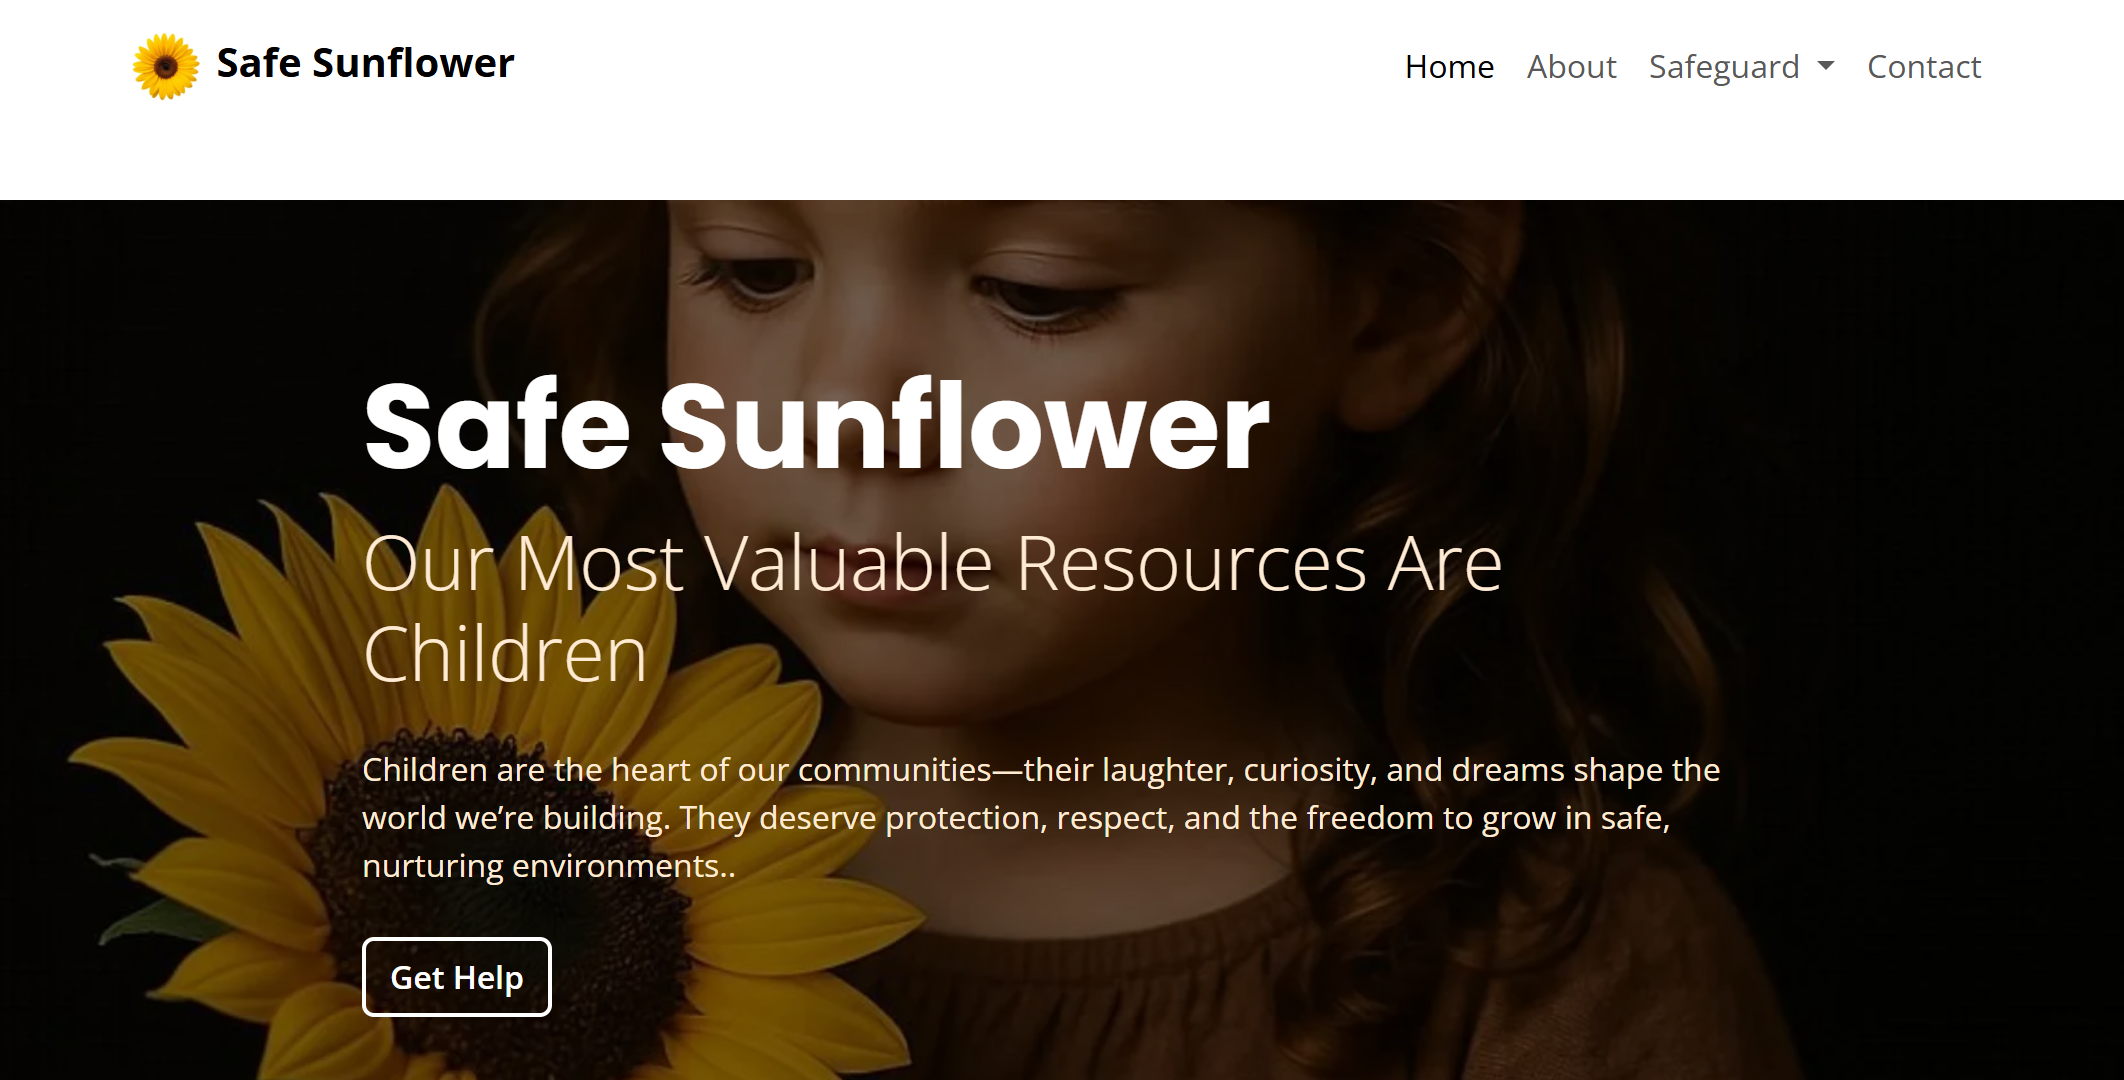 Safe Sunflower
Home About Safeguard Contact
Safe Sunflower
Our Most Valuable Resources Are
Children
Children are the heart of our communities—their laughter, curiosity, and dreams shape the
world we’re building. They deserve protection, respect, and the freedom to grow in safe,
nurturing environments..
Get Help